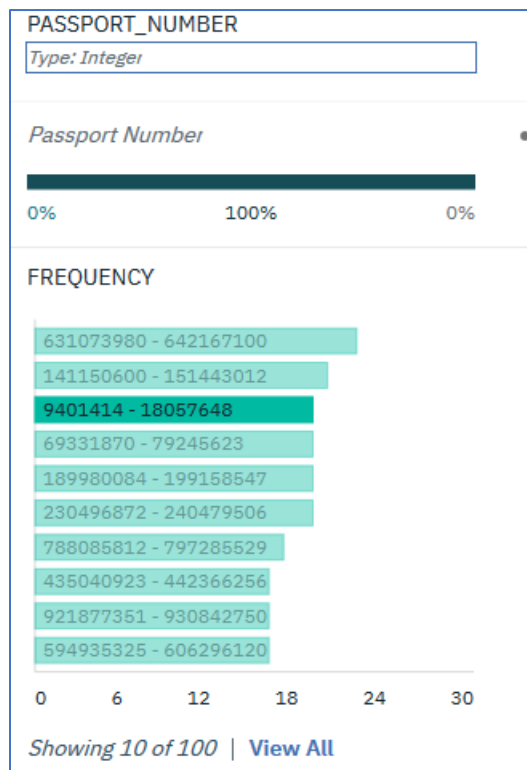 PASSPORT_NUMBER
Type: Integer
Passport Number
0% 100% 0%
FREQUENCY
631073980 - 642167100
141150600 - 151443012
9401414 - 18057648
69331870 - 79245623
189980084 - 199158547
230496872 - 240479506
788085812 - 797285529
435040923 - 442366256
921877351 - 930842750
594935325 - 606296120
0 6 12 18 24 30
Showing 10 of 100 | View All